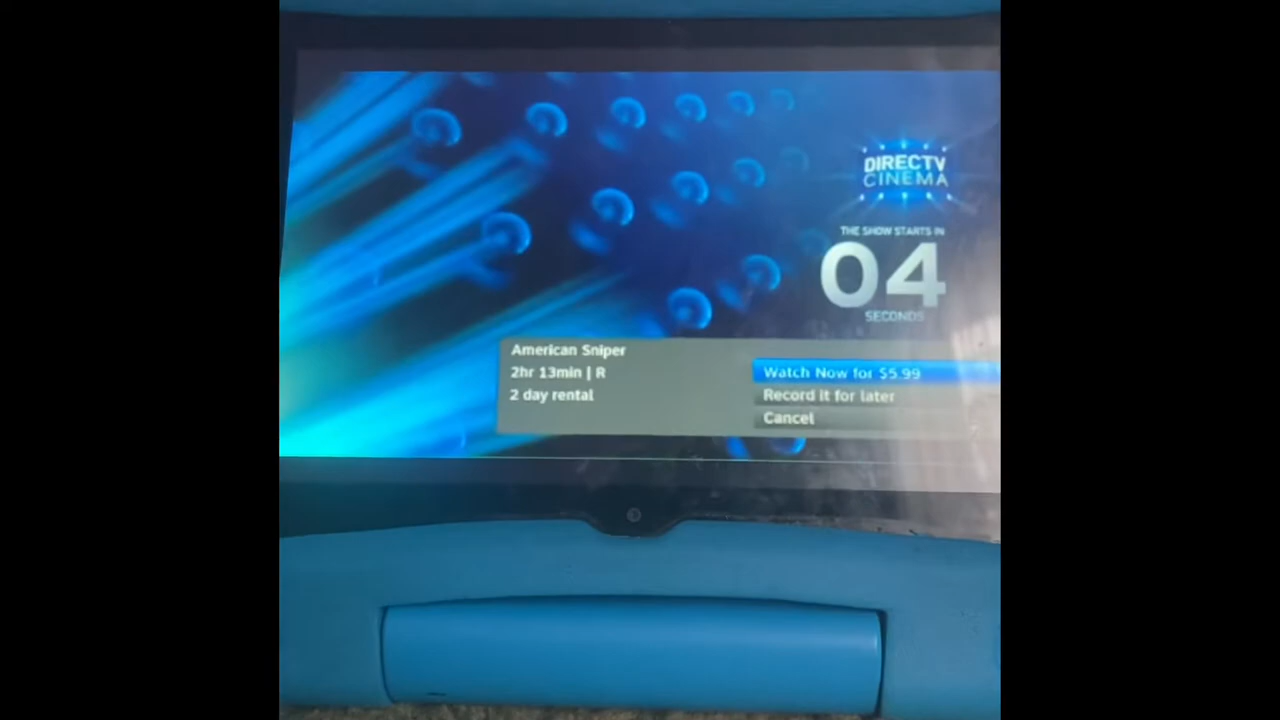 DIRECTV
CINEMA
THE SHOW STARTS IN
04
SECONDS
American Sniper
2hr 13min | R
2 day rental
Watch Now for $5.99
Record it for later
Cancel